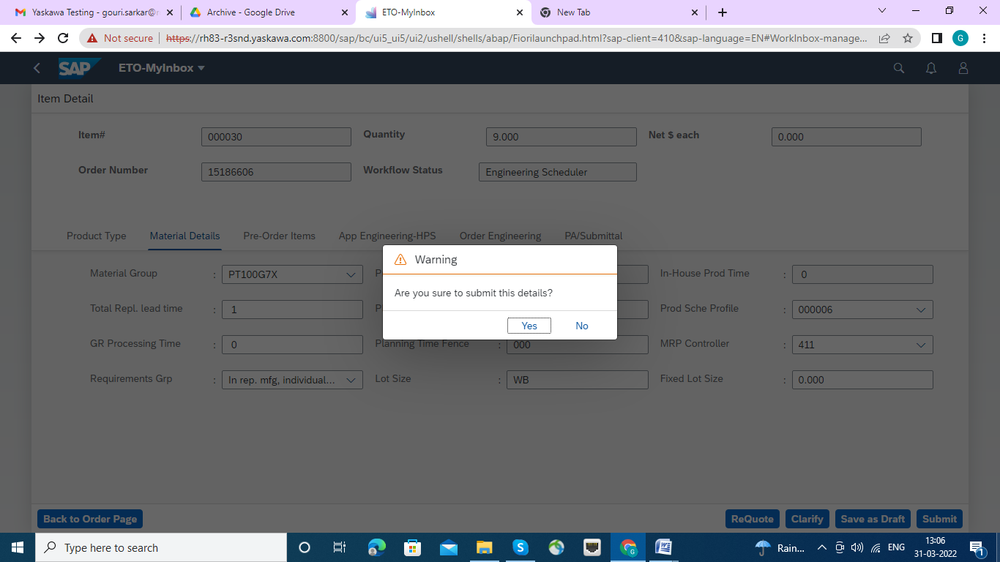 Yaskawa Testing - gouri.sarkar@
Archive - Google Drive
ETO-MyInbox
New Tab
Not secure
https://rh83-r3snd.yaskawa.com:8800/sap/bc/ui5_ui5/ui2/ushell/shells/abap/Fiorilaunchpad.html?sap-client=410&sap-language=EN#WorkInbox-manage...
G
SAP
ETO-MyInbox
Item Detail
Item# 000030 Quantity 9.000 Net $ each 0.000
Order Number 15186606 Workflow Status Engineering Scheduler
Product Type Material Details Pre-Order Items App Engineering-HPS Order Engineering PA/Submittal
Warning
Are you sure to submit this details?
Yes No
Material Group : PT100G7X In-House Prod Time : 0
Total Repl. lead time : 1 Prod Sche Profile : 000006
GR Processing Time : 0 Planning Time Fence : 000 MRP Controller : 411
Requirements Grp : In rep. mfg, individual... Lot Size : WB Fixed Lot Size : 0.000
Back to Order Page ReQuote Clarify Save as Draft Submit
Type here to search
Rain...
ENG
13:06
31-03-2022
1